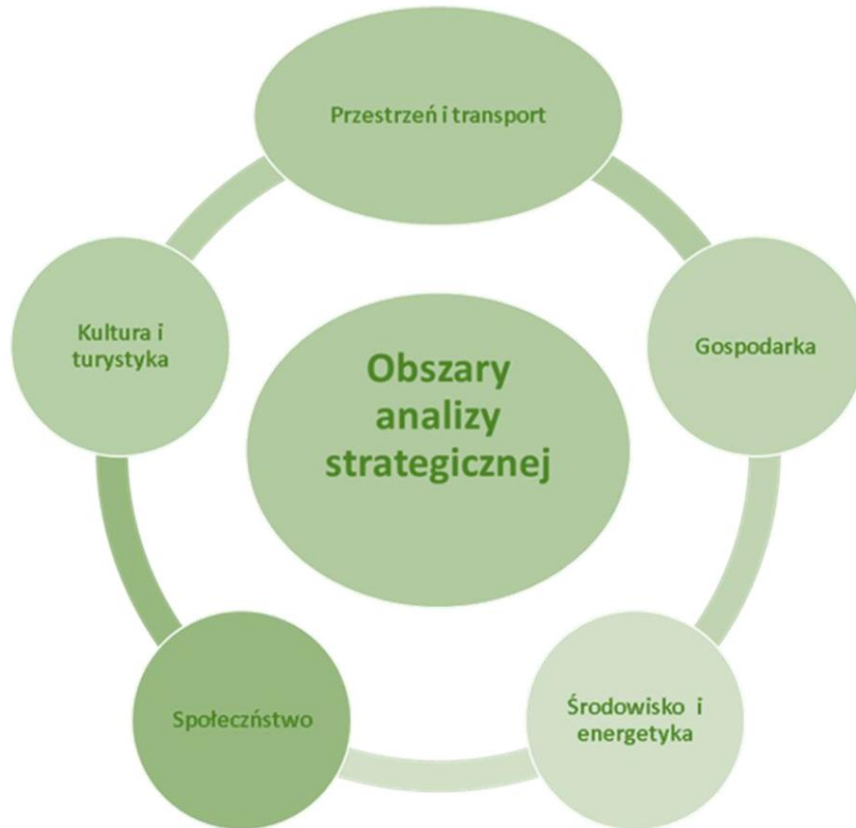 Przestrzeń i transport
Kultura i
turystyka
Gospodarka
Obszary
analizy
strategicznej
Społeczństwo
Środowisko i
energetyka